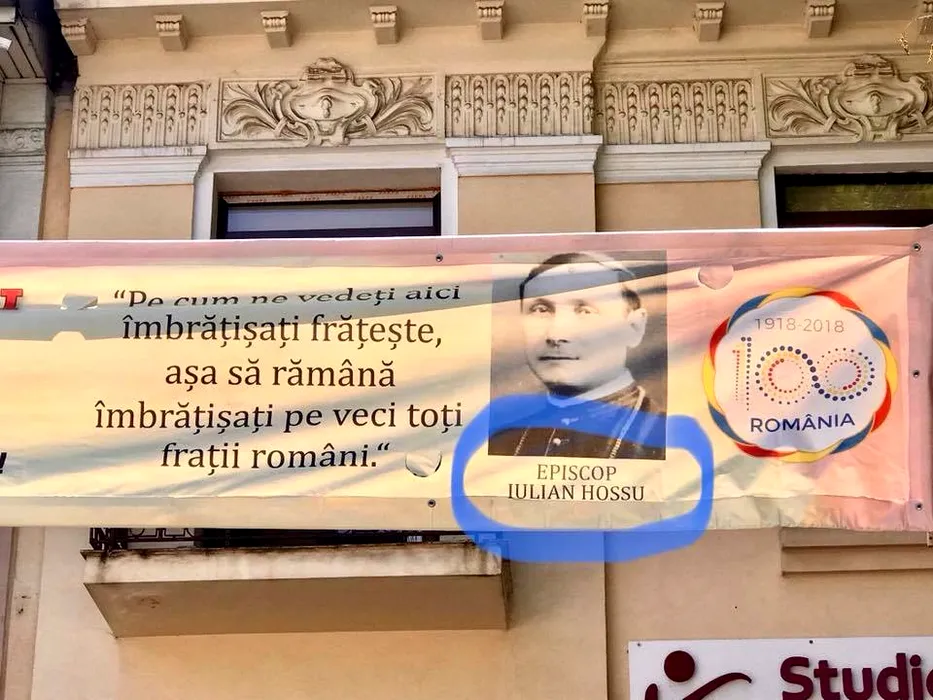 “Pe cum ne vedeți aici
îmbrățișați frățește,
așa să rămână
îmbrățișați pe veci toți
frații români.“
EPISCOP
IULIAN HOSSU
1918-2018
100
ROMÂNIA
Studio